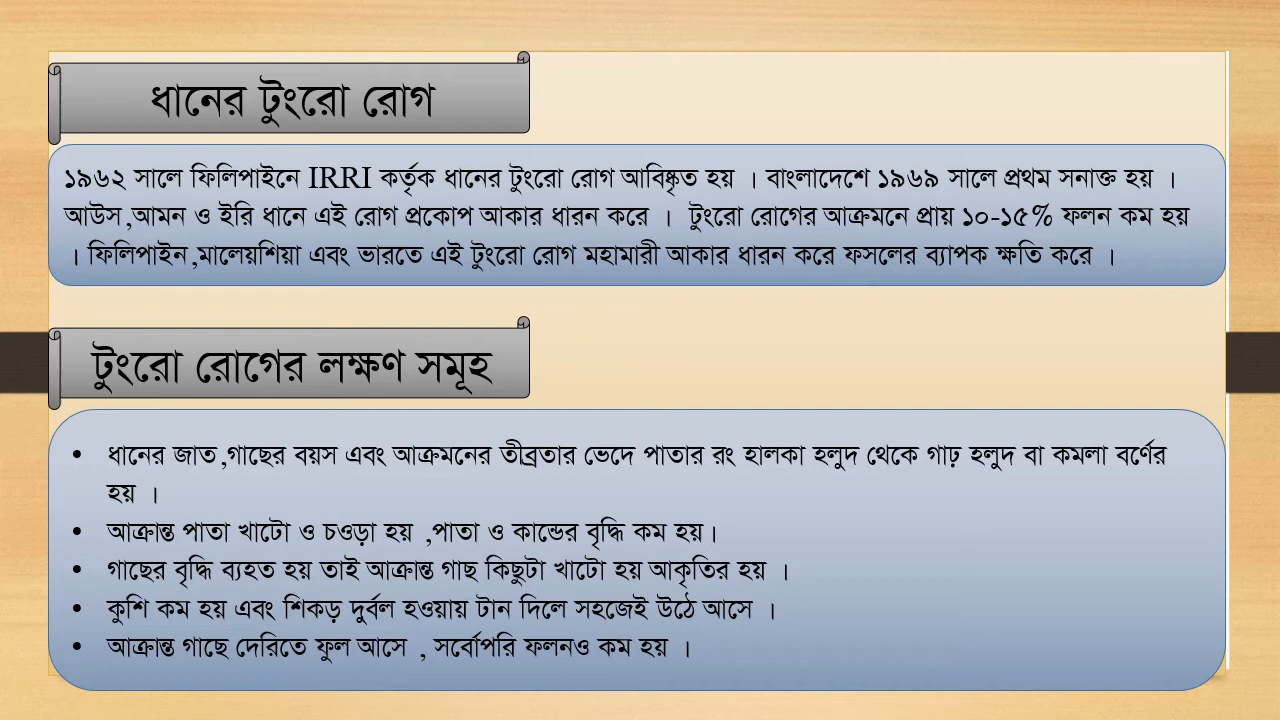 ধানের টুংরো রোগ
১৯৬২ সালে ফিলিপাইনে IRRI কর্তৃক ধানের টুংরো রোগ আবিষ্কৃত হয় । বাংলাদেশে ১৯৬৯ সালে প্রথম সনাক্ত হয় ।
আউস ,আমন ও ইরি ধানে এই রোগ প্রকোপ আকার ধারন করে । টুংরো রোগের আক্রমনে প্রায় ১০-১৫% ফলন কম হয়
। ফিলিপাইন ,মালেয়শিয়া এবং ভারতে এই টুংরো রোগ মহামারী আকার ধারন করে ফসলের ব্যাপক ক্ষতি করে ।
টুংরো রোগের লক্ষণ সমূহ
• ধানের জাত ,গাছের বয়স এবং আক্রমনের তীব্রতার ভেদে পাতার রং হালকা হলুদ থেকে গাঢ় হলুদ বা কমলা বর্ণের
হয় ।
• আক্রান্ত পাতা খাটো ও চওড়া হয় ,পাতা ও কান্ডের বৃদ্ধি কম হয়।
• গাছের বৃদ্ধি ব্যহত হয় তাই আক্রান্ত গাছ কিছুটা খাটো হয় আকৃতির হয় ।
• কুশি কম হয় এবং শিকড় দুর্বল হওয়ায় টান দিলে সহজেই উঠে আসে ।
• আক্রান্ত গাছে দেরিতে ফুল আসে , সর্বোপরি ফলনও কম হয় ।